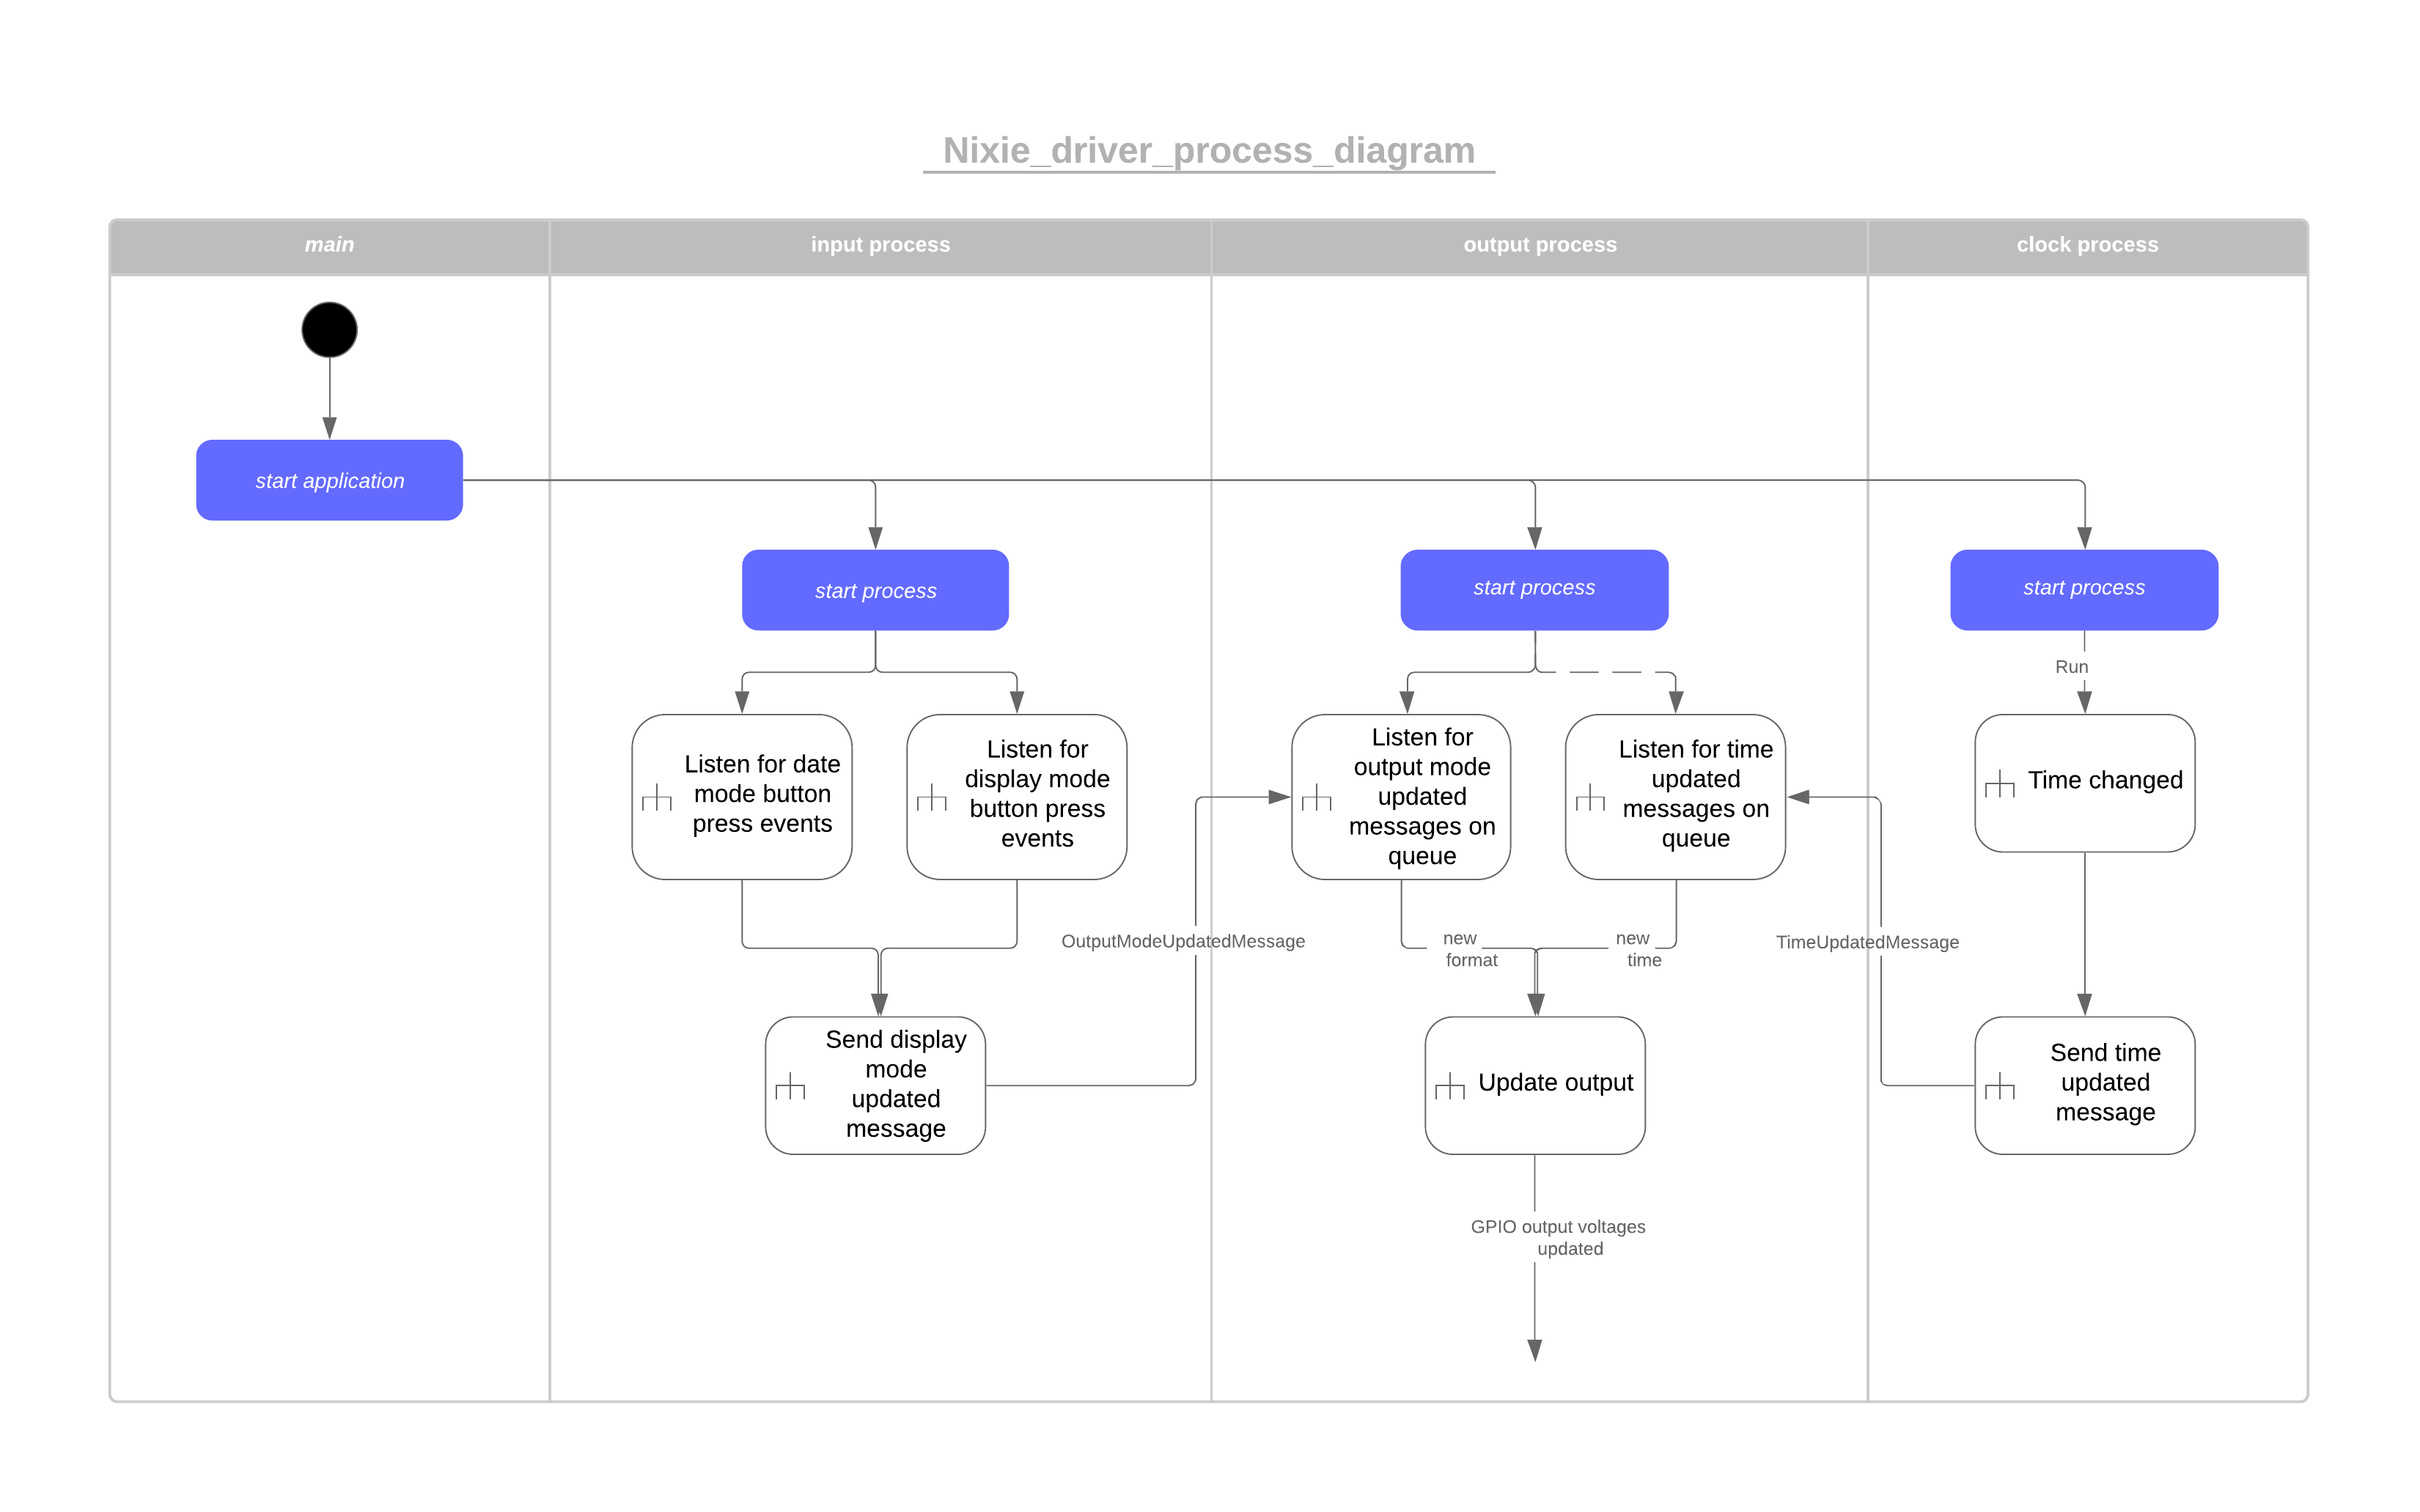 Nixie_driver_process_diagram
main
input process
output process
clock process
start application
start process
start process
start process
Run
Listen for date
mode button
press events
Listen for
display mode
button press
events
Listen for
output mode
updated
messages on
queue
Listen for time
updated
messages on
queue
Time changed
OutputModeUpdatedMessage
new
format
new
time
TimeUpdatedMessage
Send display
mode
updated
message
Update output
Send time
updated
message
GPIO output voltages
updated